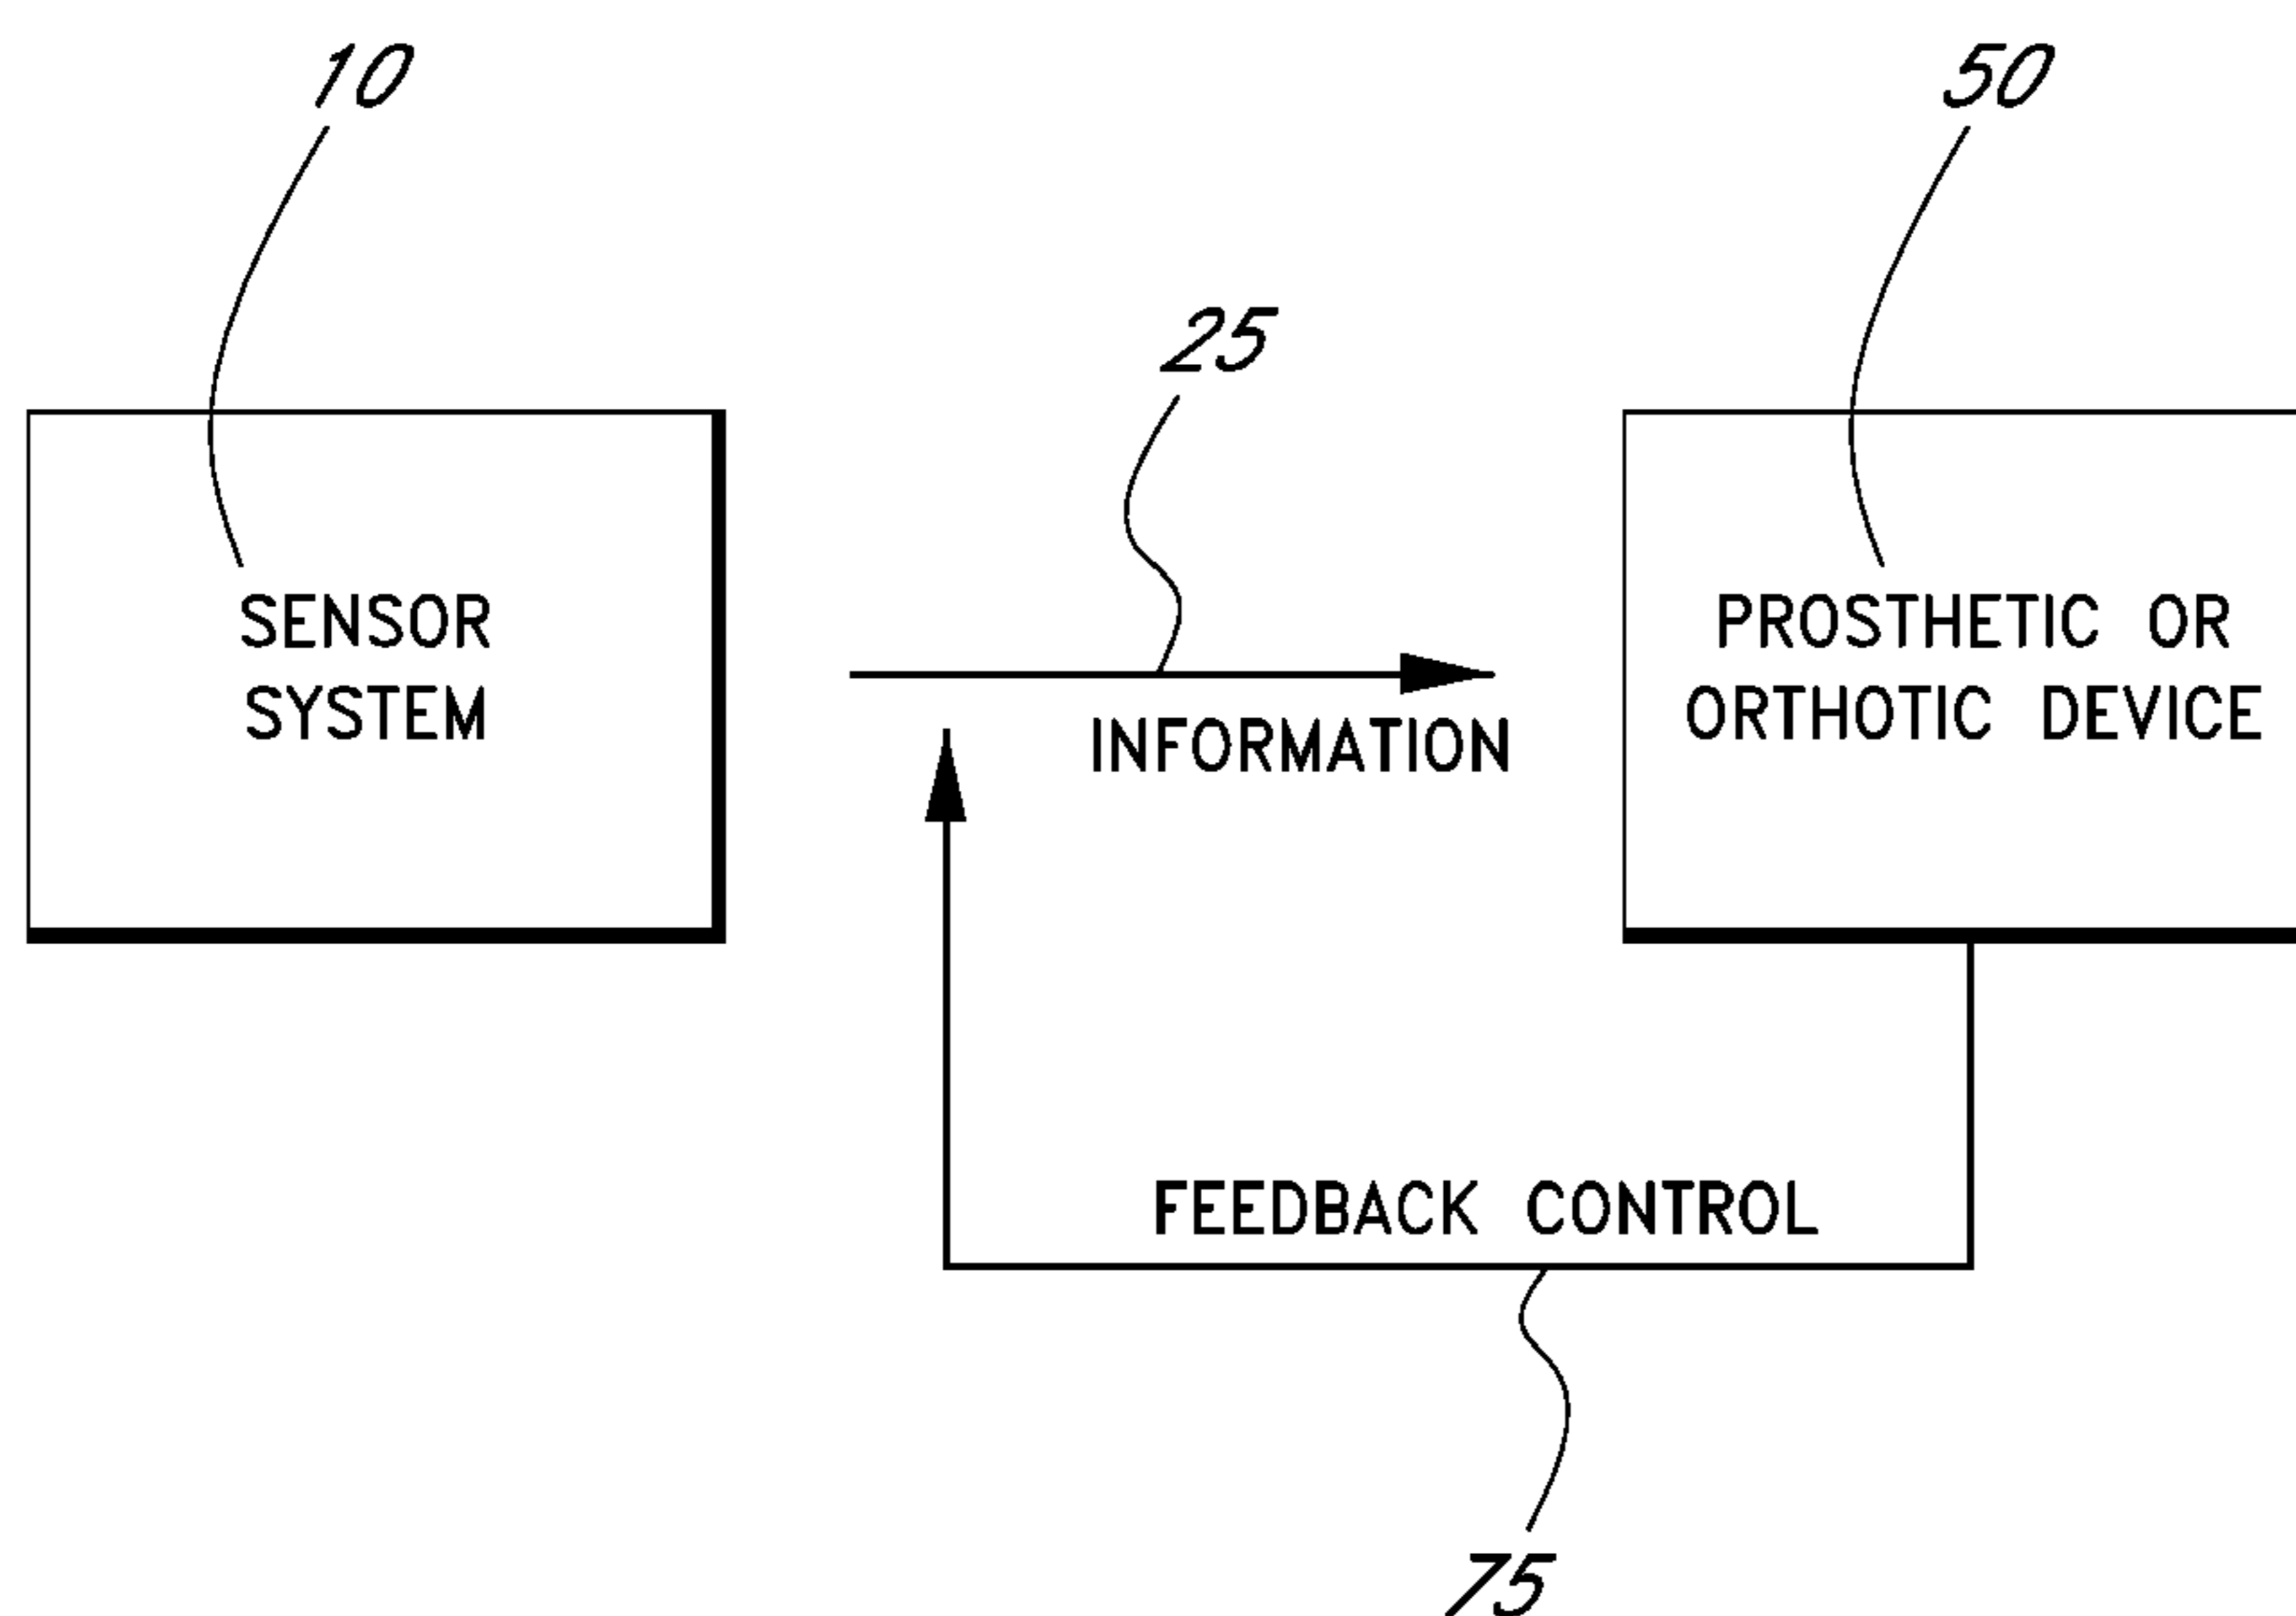 10
50
25
SENSOR
SYSTEM
PROSTHETIC OR
ORTHOTIC DEVICE
INFORMATION
FEEDBACK CONTROL
75